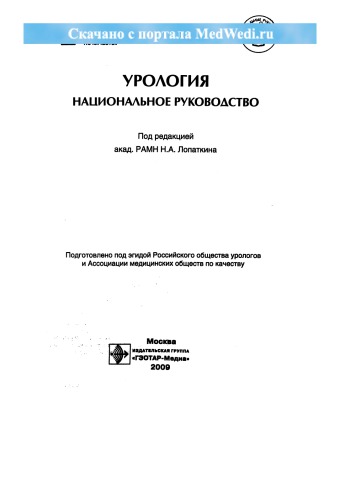 Скачано с портала MedWedi.ru
УРОЛОГИЯ
НАЦИОНАЛЬНОЕ РУКОВОДСТВО
Под редакцией
акад. РАМН Н.А. Лопаткина
Подготовлено под эгидой Российского общества урологов
и Ассоциации медицинских обществ по качеству
Москва
ИЗДАТЕЛЬСКАЯ ГРУППА
«ГЭОТАР-Медиа»
2009